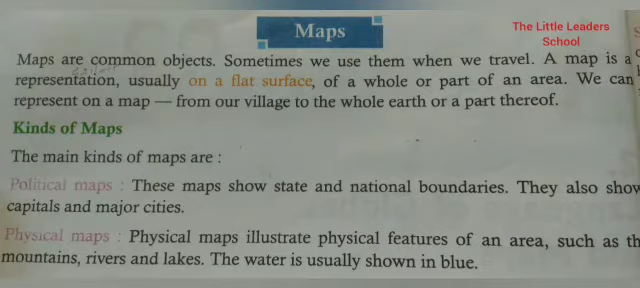 Maps
The Little Leaders
School
Maps are common objects. Sometimes we use them when we travel. A map is a
representation, usually on a flat surface, of a whole or part of an area. We can
represent on a map — from our village to the whole earth or a part thereof.
Kinds of Maps
The main kinds of maps are :
Political maps : These maps show state and national boundaries. They also show
capitals and major cities.
Physical maps : Physical maps illustrate physical features of an area, such as th
mountains, rivers and lakes. The water is usually shown in blue.